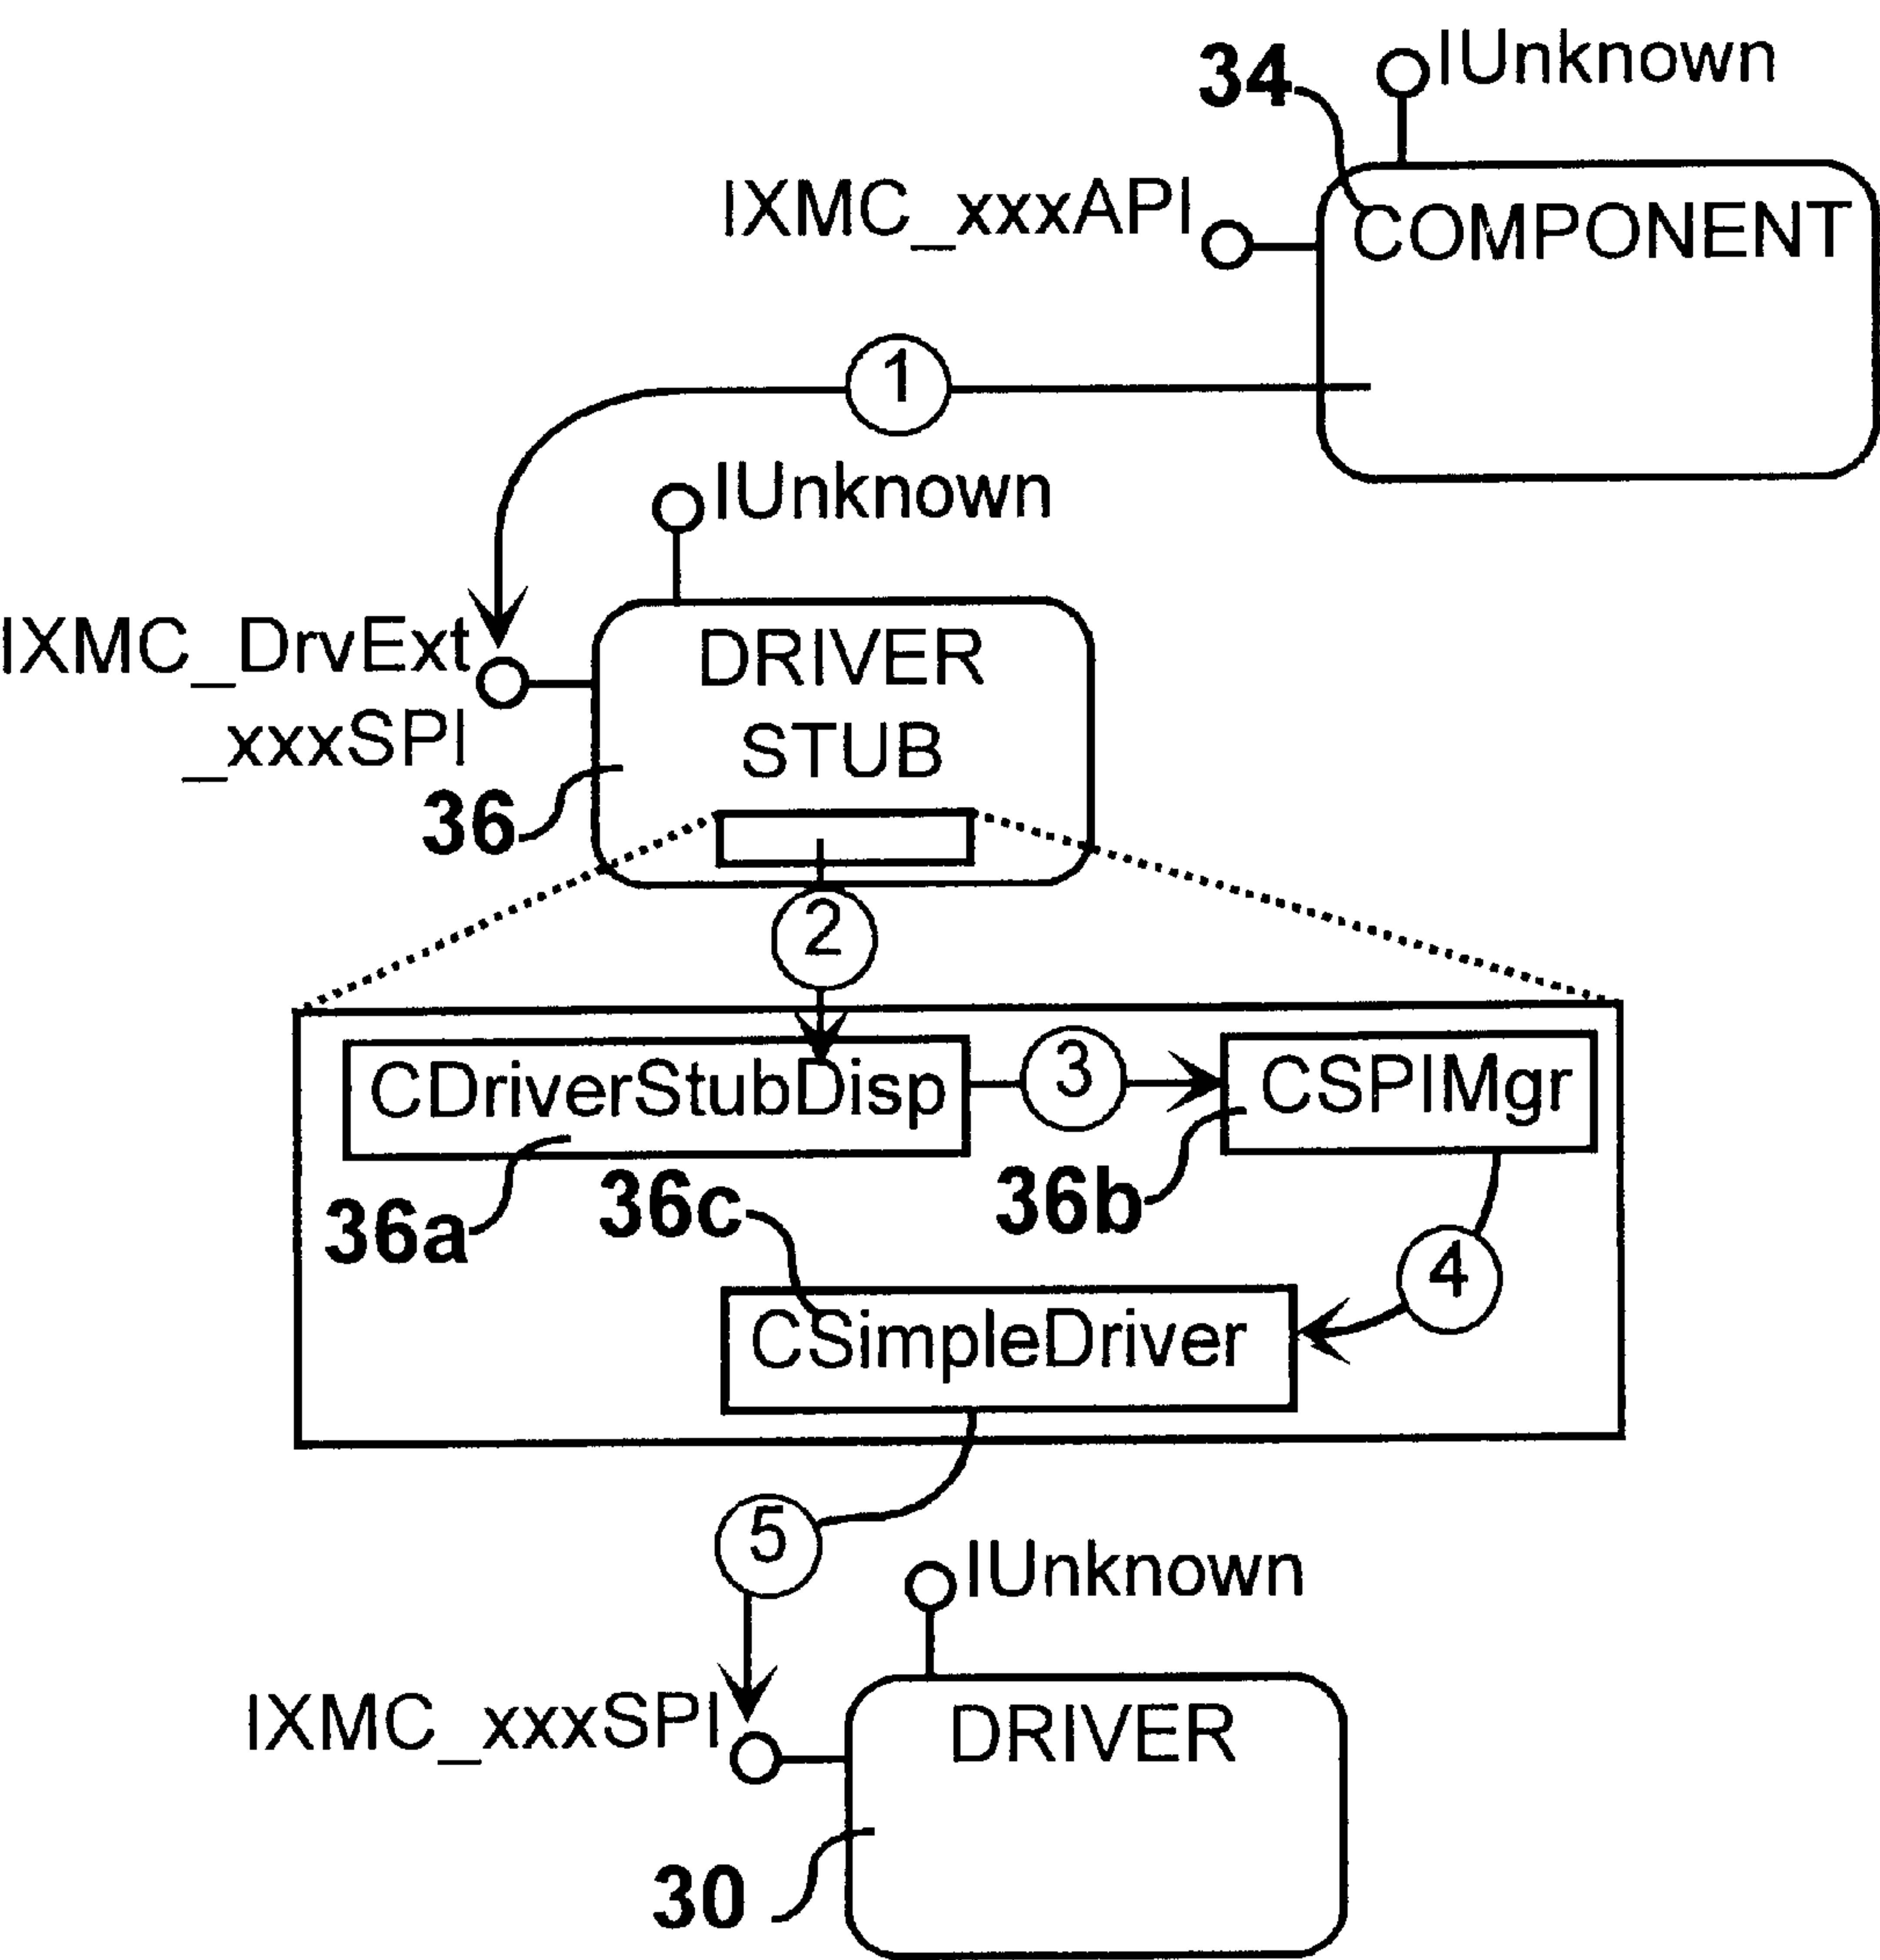 34
IUnknown
IXMC_xxxAPI
COMPONENT
1
IUnknown
IXMC_DrvExt
_xxxSPI
DRIVER
STUB
36
2
CDriverStubDisp
3
CSPIMgr
36a
36c
36b
4
CSimpleDriver
5
IUnknown
IXMC_xxxSPI
DRIVER
30